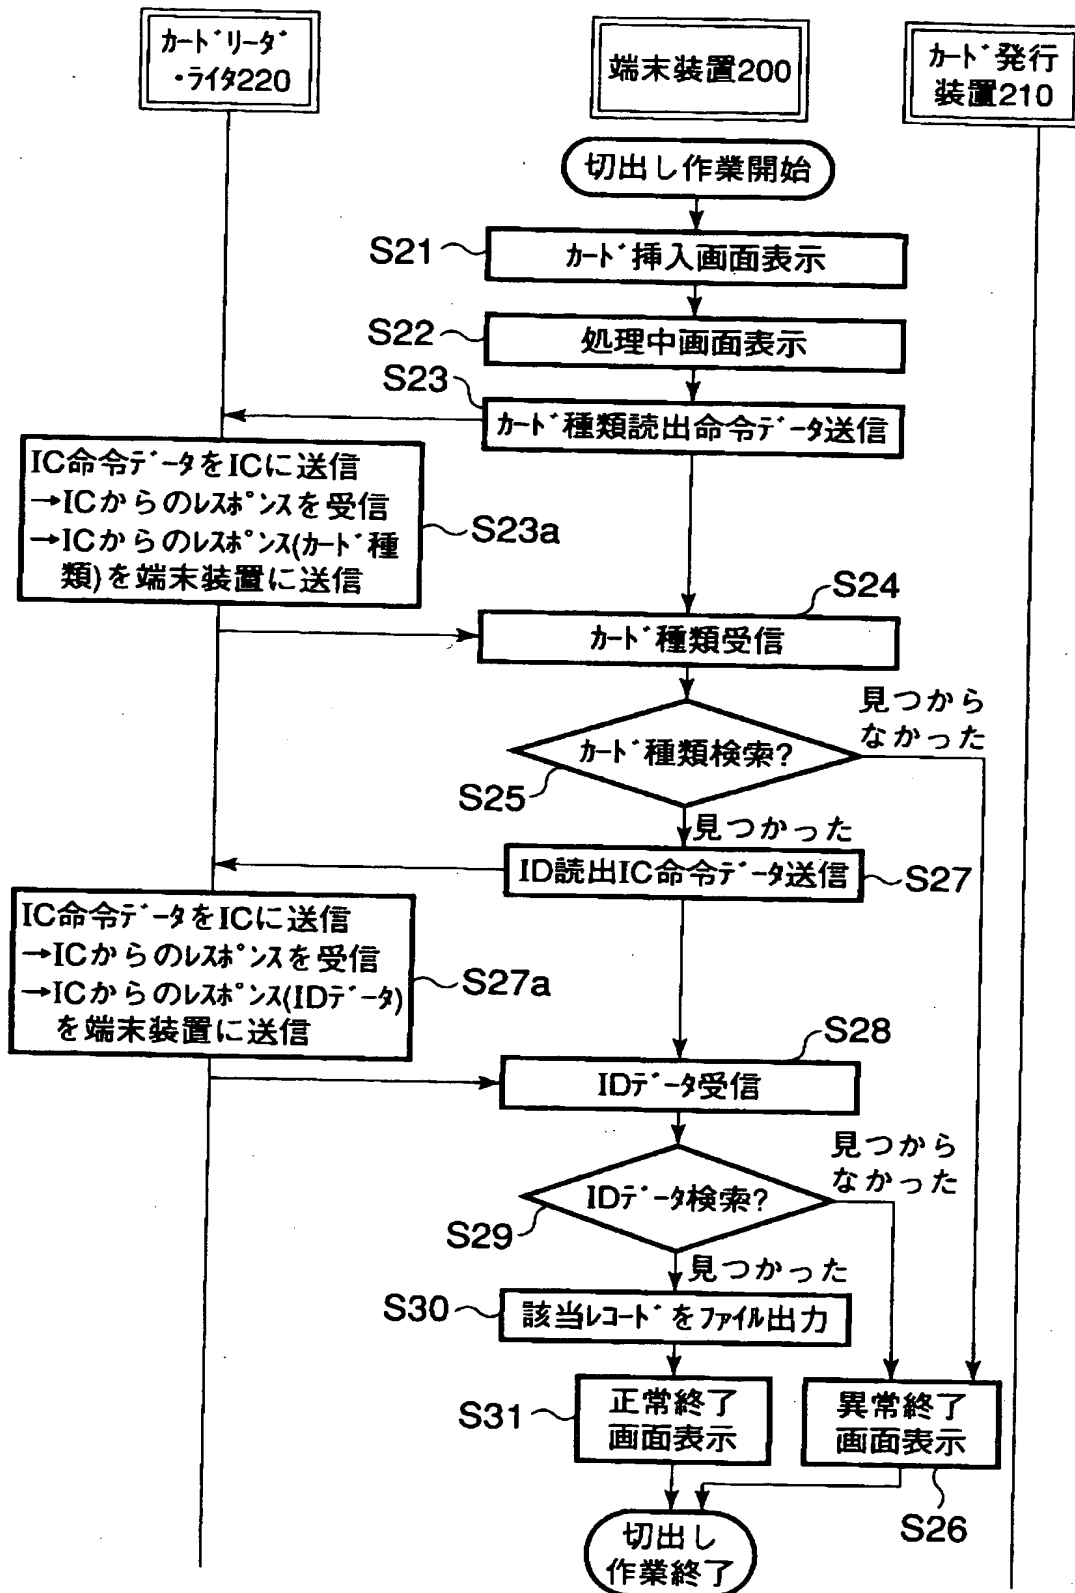 ｶｰﾄﾞﾘｰﾀﾞ
・ﾗｲﾀ220
端末装置200
ｶｰﾄﾞ発行
装置210
切出し作業開始
S21
ｶｰﾄﾞ挿入画面表示
S22
処理中画面表示
S23
ｶｰﾄﾞ種類読出命令ﾃﾞｰﾀ送信
IC命令ﾃﾞｰﾀをICに送信
→ICからのﾚｽﾎﾟﾝｽを受信
→ICからのﾚｽﾎﾟﾝｽ(ｶｰﾄﾞ種
類)を端末装置に送信
S23a
S24
ｶｰﾄﾞ種類受信
見つから
なかった
ｶｰﾄﾞ種類検索?
S25
見つかった
ID読出IC命令ﾃﾞｰﾀ送信
S27
IC命令ﾃﾞｰﾀをICに送信
→ICからのﾚｽﾎﾟﾝｽを受信
→ICからのﾚｽﾎﾟﾝｽ(IDﾃﾞｰﾀ)
を端末装置に送信
S27a
S28
IDﾃﾞｰﾀ受信
見つから
なかった
IDﾃﾞｰﾀ検索?
S29
見つかった
S30
該当ﾚｺｰﾄﾞをﾌｧｲﾙ出力
S31
正常終了
画面表示
異常終了
画面表示
S26
切出し
作業終了